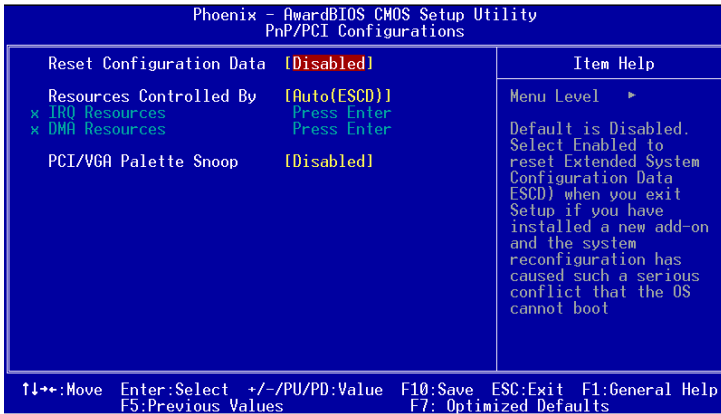 Phoenix - AwardBIOS CMOS Setup Utility
PnP/PCI Configurations
Reset Configuration Data [Disabled]
Resources Controlled By [Auto(ESCD)]
x IRQ Resources Press Enter
x DMA Resources Press Enter
PCI/VGA Palette Snoop [Disabled]
Item Help
Menu Level ►
Default is Disabled.
Select Enabled to
reset Extended System
Configuration Data
ESCD) when you exit
Setup if you have
installed a new add-on
and the system
reconfiguration has
caused such a serious
conflict that the OS
cannot boot
↑↓→←:Move Enter:Select +/-/PU/PD:Value F10:Save ESC:Exit F1:General Help
F5:Previous Values F7: Optimized Defaults